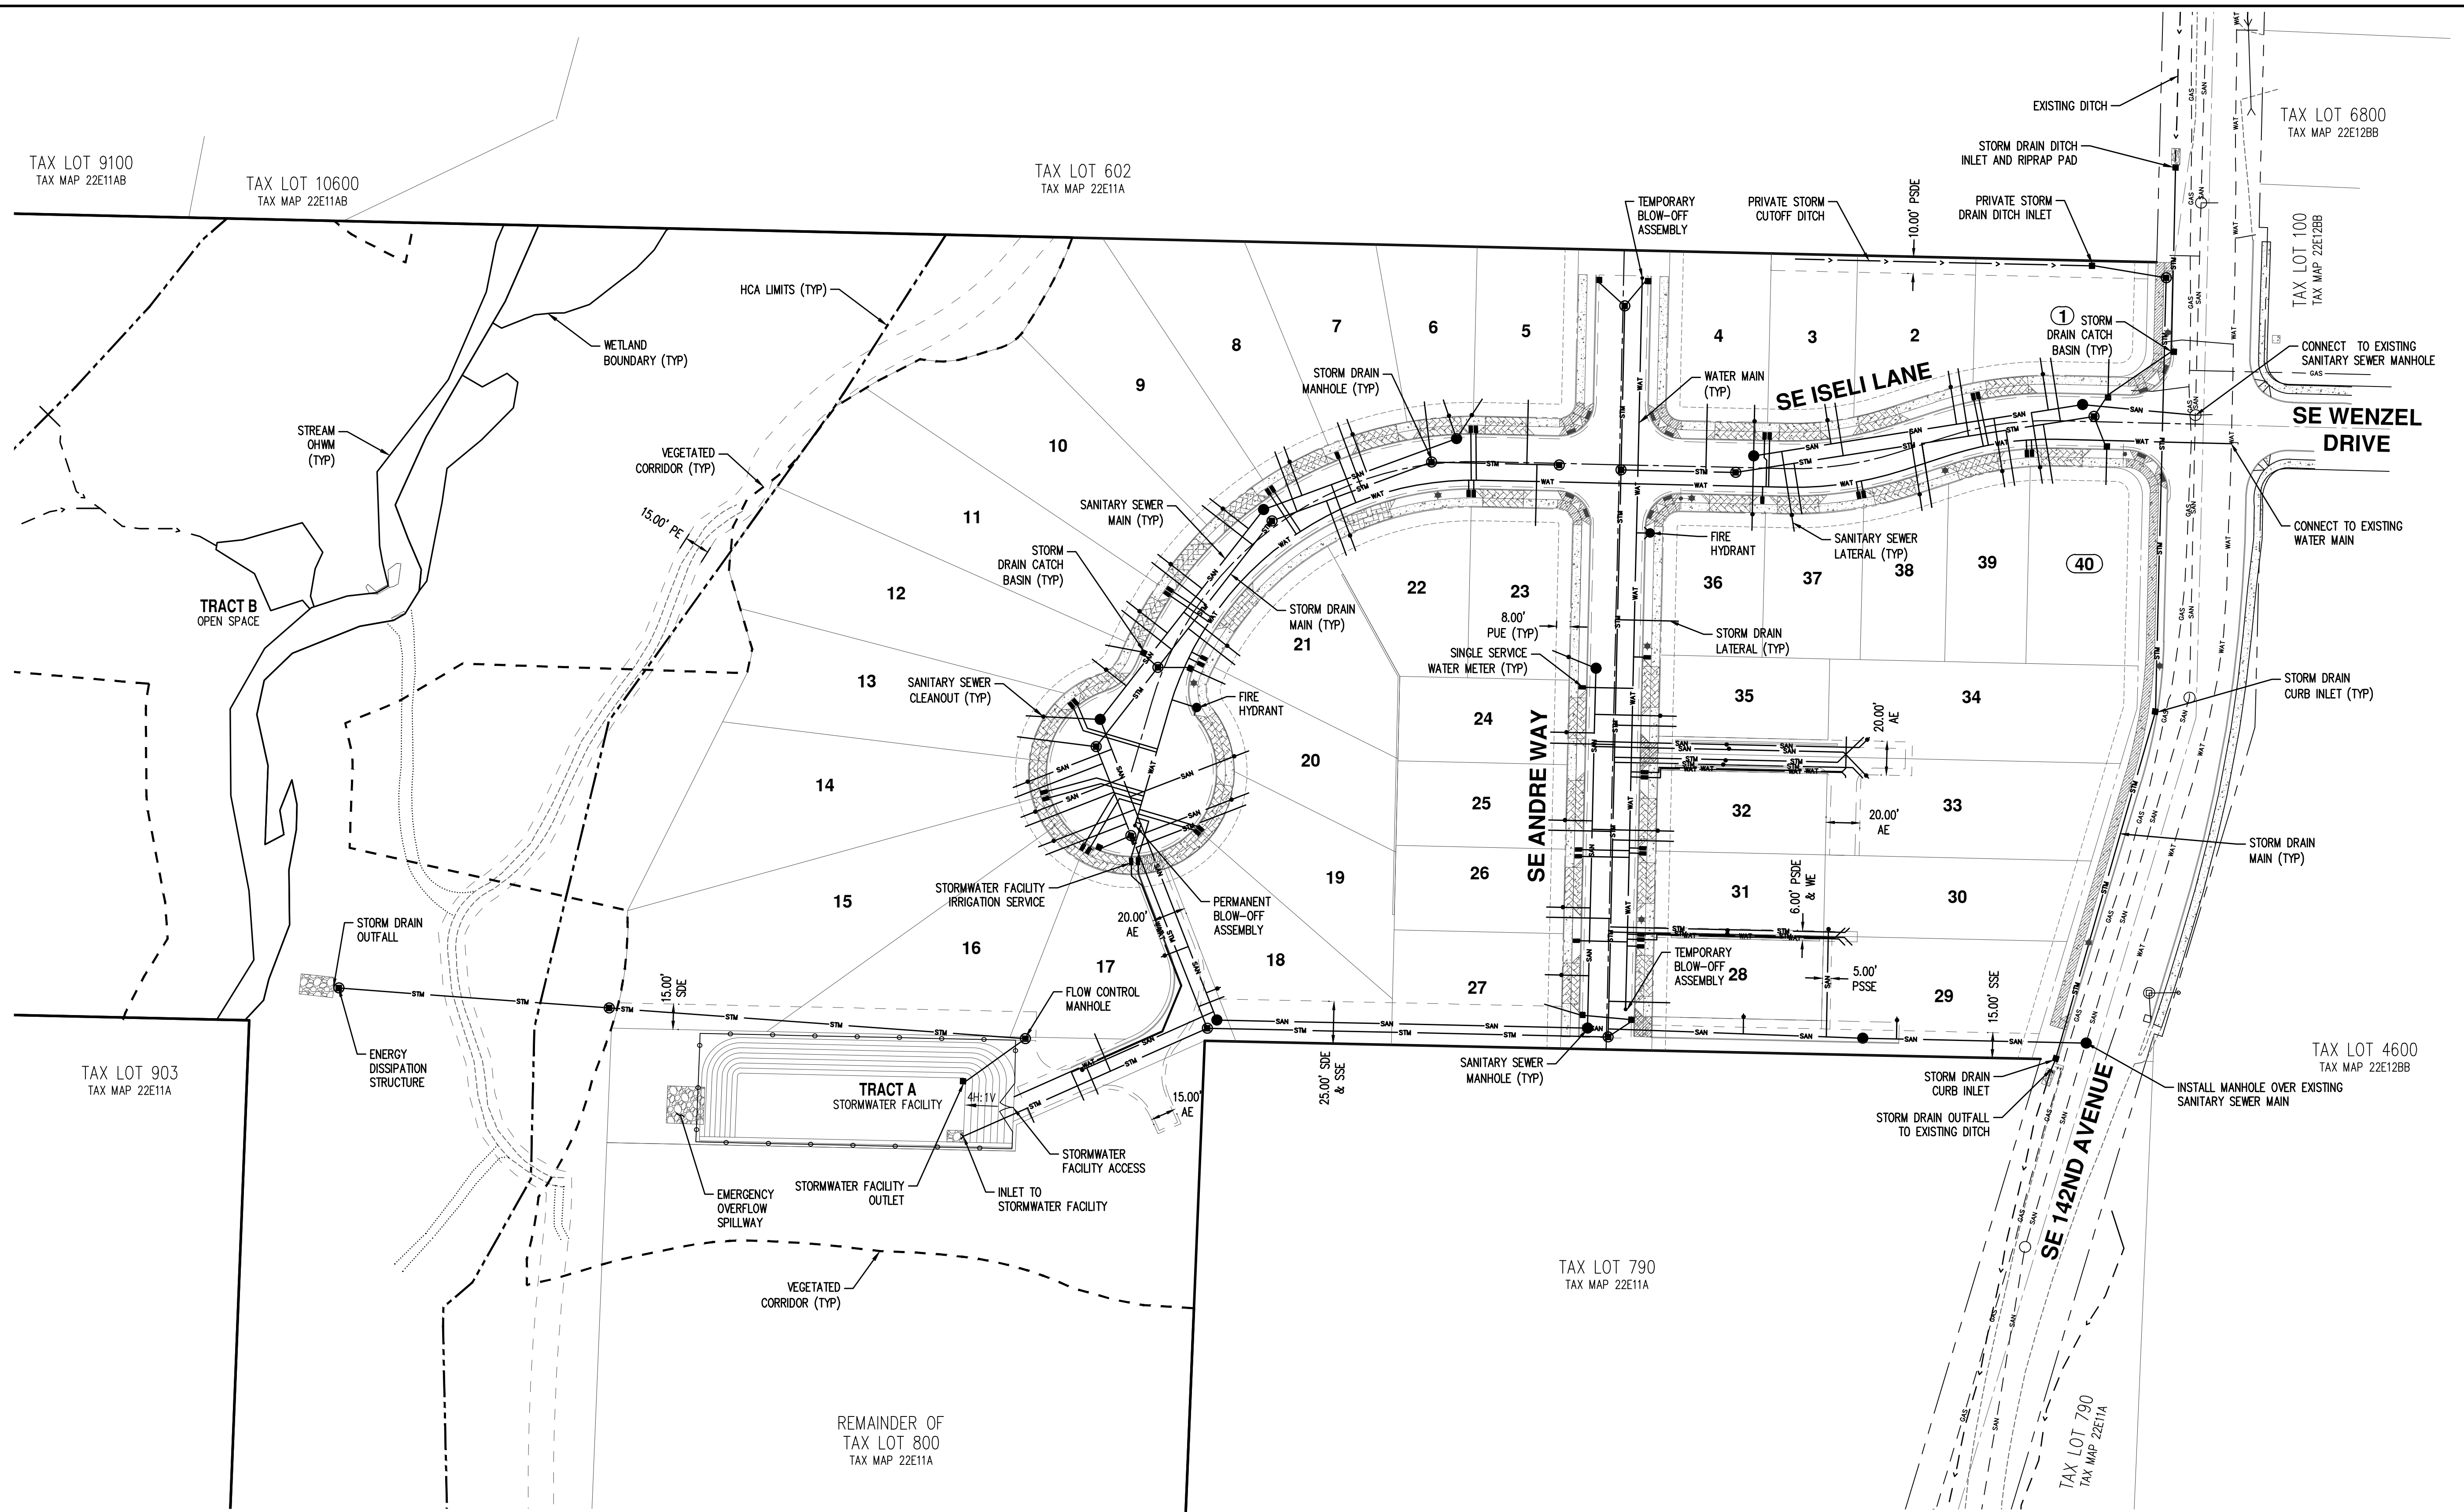 EXISTING DITCH
TAX LOT 6800
TAX MAP 22E12BB
STORM DRAIN DITCH
INLET AND RIPRAP PAD
TAX LOT 9100
TAX MAP 22E11AB
TAX LOT 10600
TAX MAP 22E11AB
TAX LOT 602
TAX MAP 22E11A
TEMPORARY
BLOW-OFF
ASSEMBLY
PRIVATE STORM
CUTOFF DITCH
10.00' PSDE
PRIVATE STORM
DRAIN DITCH INLET
TAX LOT 100
TAX MAP 22E12BB
HCA LIMITS (TYP)
WETLAND
BOUNDARY (TYP)
STREAM
OHWM
(TYP)
VEGETATED
CORRIDOR (TYP)
15.00' PE
9
8
7
6
5
4
3
2
1
STORM
DRAIN CATCH
BASIN (TYP)
CONNECT TO EXISTING
SANITARY SEWER MANHOLE
STORM DRAIN
MANHOLE (TYP)
WATER MAIN
(TYP)
SE ISELI LANE
SE WENZEL
DRIVE
10
11
12
13
14
15
16
17
18
19
20
21
22
23
24
25
26
27
28
29
30
31
32
33
34
35
36
37
38
39
40
SANITARY SEWER
MAIN (TYP)
STORM
DRAIN CATCH
BASIN (TYP)
FIRE
HYDRANT
SANITARY SEWER
LATERAL (TYP)
CONNECT TO EXISTING
WATER MAIN
TRACT B
OPEN SPACE
STORM DRAIN
MAIN (TYP)
8.00'
PUE (TYP)
STORM DRAIN
LATERAL (TYP)
SINGLE SERVICE
WATER METER (TYP)
SANITARY SEWER
CLEANOUT (TYP)
FIRE
HYDRANT
STORM DRAIN
CURB INLET (TYP)
SE ANDRE WAY
20.00'
AE
20.00'
AE
STORM DRAIN
MAIN (TYP)
STORMWATER FACILITY
IRRIGATION SERVICE
PERMANENT
BLOW-OFF
ASSEMBLY
20.00'
AE
6.00' PSDE
& WE
STORM DRAIN
OUTFALL
15.00'
SDE
FLOW CONTROL
MANHOLE
TEMPORARY
BLOW-OFF
ASSEMBLY
5.00'
PSSE
15.00' SSE
25.00' SDE
& SSE
ENERGY
DISSIPATION
STRUCTURE
TAX LOT 903
TAX MAP 22E11A
TRACT A
STORMWATER FACILITY
4H:1V
15.00'
AE
SANITARY SEWER
MANHOLE (TYP)
STORM DRAIN
CURB INLET
STORM DRAIN OUTFALL
TO EXISTING DITCH
TAX LOT 4600
TAX MAP 22E12BB
INSTALL MANHOLE OVER EXISTING
SANITARY SEWER MAIN
STORMWATER
FACILITY ACCESS
EMERGENCY
OVERFLOW
SPILLWAY
STORMWATER FACILITY
OUTLET
INLET TO
STORMWATER FACILITY
SE 142ND AVENUE
VEGETATED
CORRIDOR (TYP)
TAX LOT 790
TAX MAP 22E11A
REMAINDER OF
TAX LOT 800
TAX MAP 22E11A
TAX LOT 790
TAX MAP 22E11A
STM
SAN
WAT
GAS